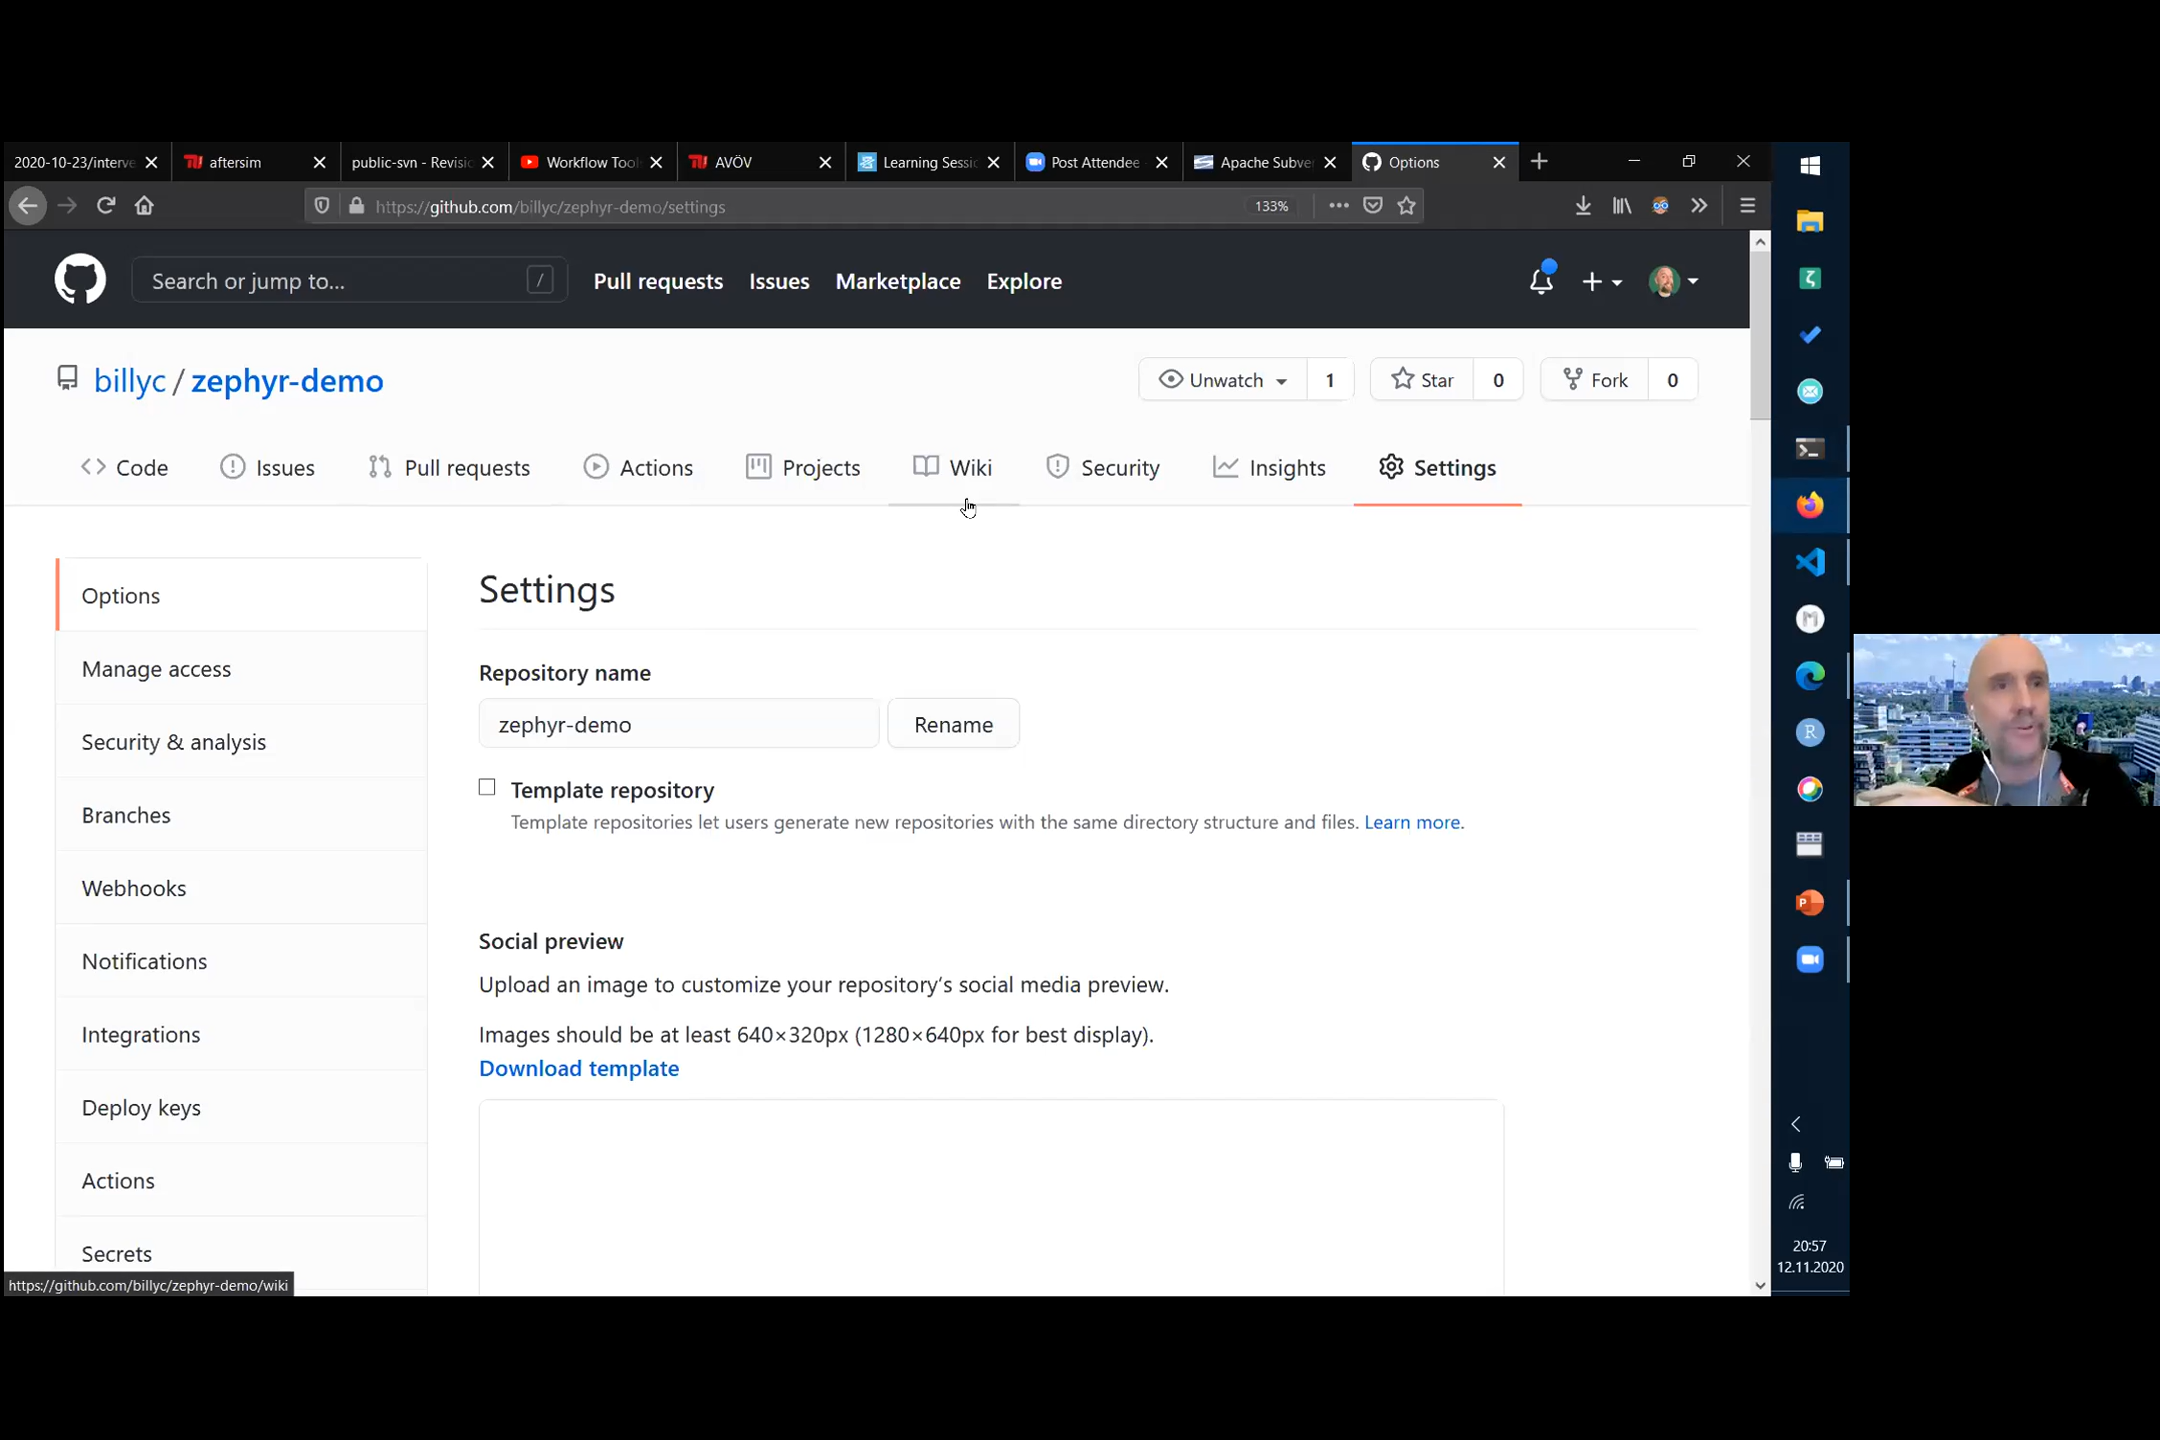 2020-10-23/interve
aftersim
public-svn - Revisio
Workflow Tool
AVÖV
Learning Sessi
Post Attendee
Apache Subve
Options
https://github.com/billyc/zephyr-demo/settings
133%
Search or jump to...
/
Pull requests
Issues
Marketplace
Explore
billyc / zephyr-demo
Unwatch 1
Star 0
Fork 0
Code
Issues
Pull requests
Actions
Projects
Wiki
Security
Insights
Settings
Options
Manage access
Security & analysis
Branches
Webhooks
Notifications
Integrations
Deploy keys
Actions
Secrets
Settings
Repository name
zephyr-demo
Rename
Template repository
Template repositories let users generate new repositories with the same directory structure and files. Learn more.
Social preview
Upload an image to customize your repository’s social media preview.
Images should be at least 640×320px (1280×640px for best display).
Download template
https://github.com/billyc/zephyr-demo/wiki
20:57
12.11.2020